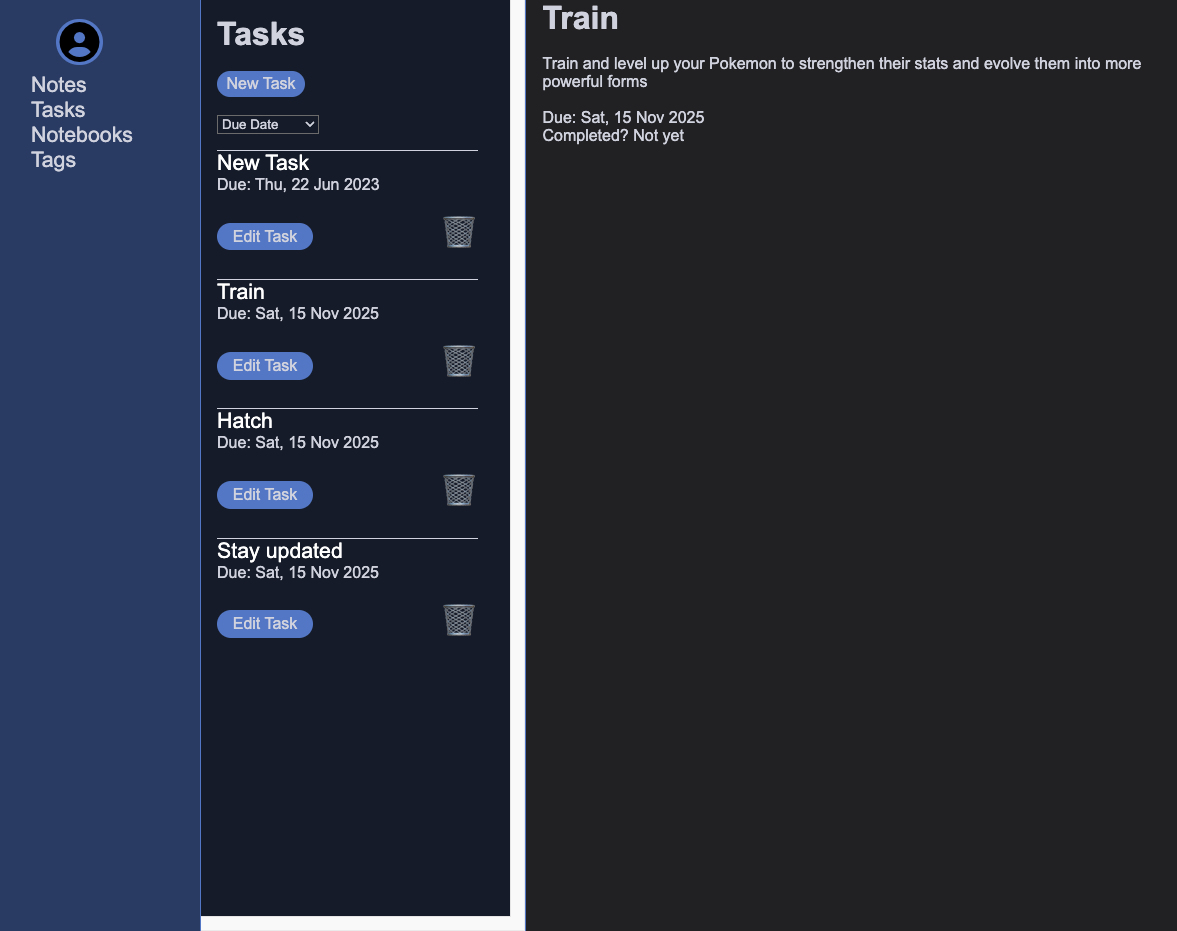 Notes
Tasks
Notebooks
Tags
Tasks
New Task
Due Date
New Task
Due: Thu, 22 Jun 2023
Edit Task
Train
Due: Sat, 15 Nov 2025
Edit Task
Hatch
Due: Sat, 15 Nov 2025
Edit Task
Stay updated
Due: Sat, 15 Nov 2025
Edit Task
Train
Train and level up your Pokemon to strengthen their stats and evolve them into more
powerful forms
Due: Sat, 15 Nov 2025
Completed? Not yet